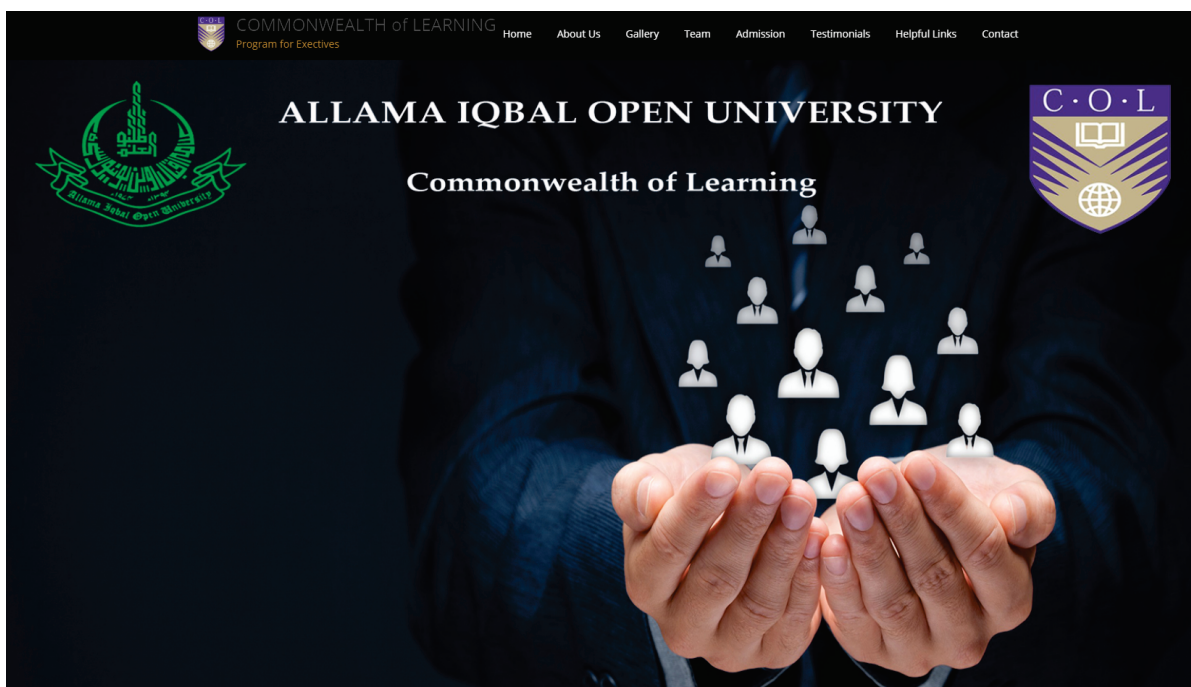 COMMONWEALTH of LEARNING
Program for Exectives
Home About Us Gallery Team Admission Testimonials Helpful Links Contact
ALLAMA IQBAL OPEN UNIVERSITY
Commonwealth of Learning
Allama Iqbal Open University
C·O·L
C·O·L